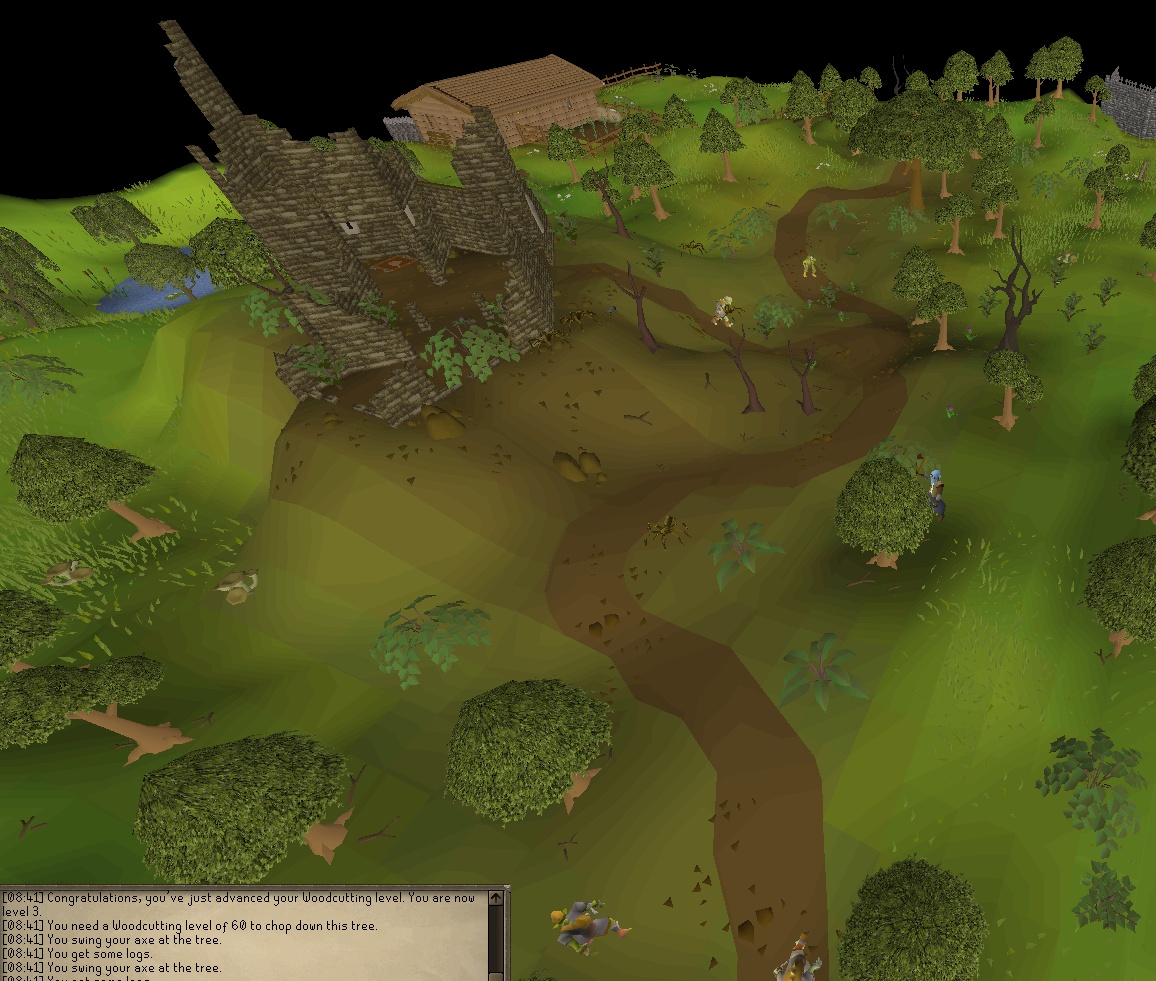 [08:41] Congratulations, you've just advanced your Woodcutting level. You are now
level 3.
[08:41] You need a Woodcutting level of 60 to chop down this tree.
[08:41] You swing your axe at the tree.
[08:41] You get some logs.
[08:41] You swing your axe at the tree.